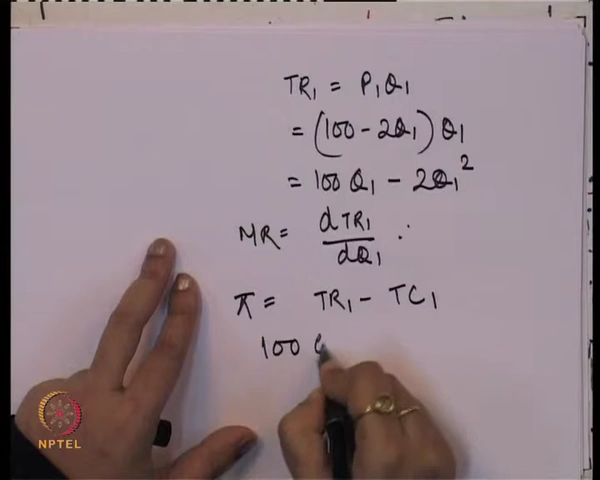 TR₁ = P₁Q₁
= (100 - 2Q₁) Q₁
= 100 Q₁ - 2Q₁²
MR = dTR₁/dQ₁ ∴
π = TR₁ - TC₁
100
NPTEL